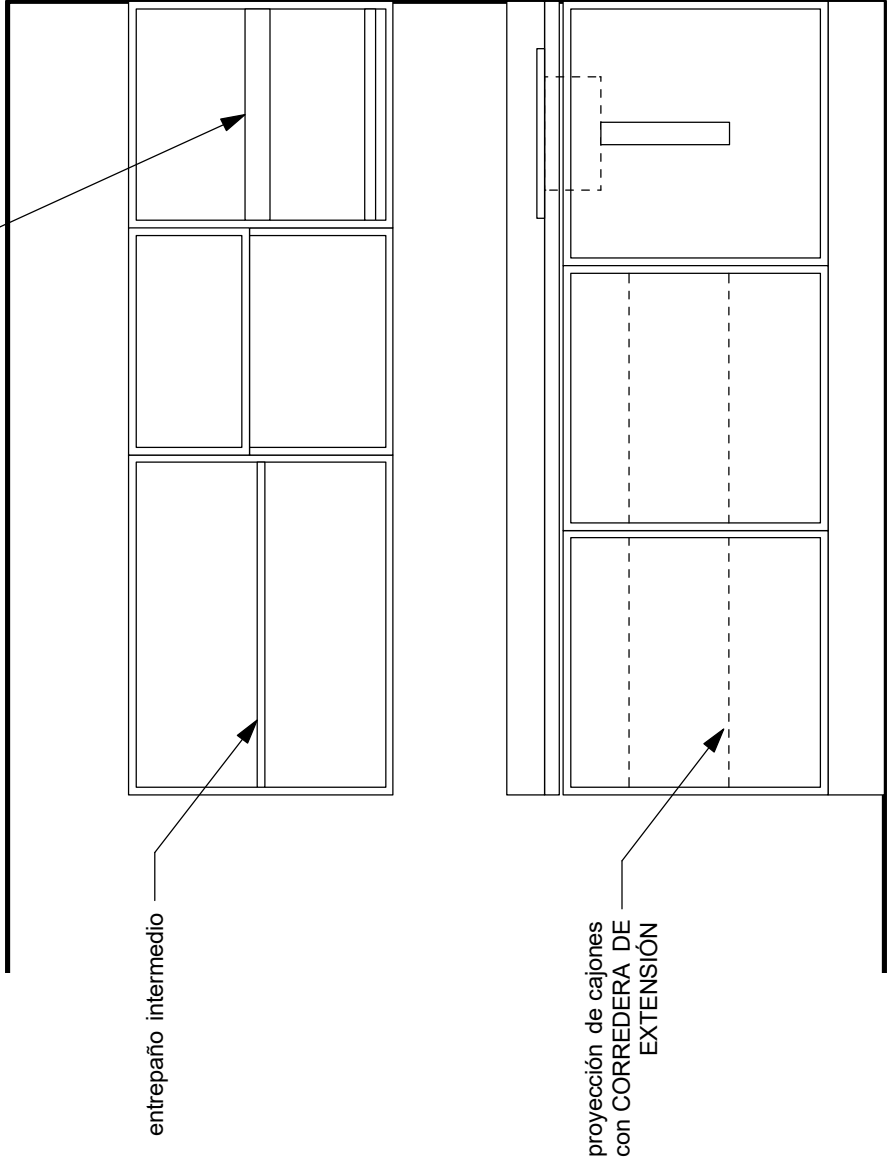 entrepaño intermedio
proyección de cajones
con CORREDERA DE
EXTENSIÓN